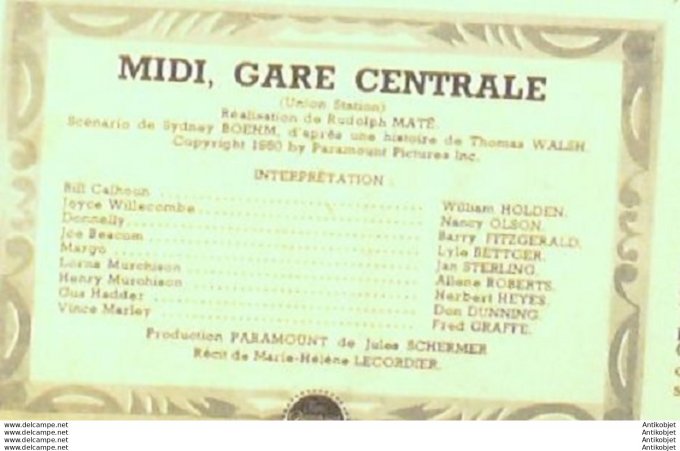 MIDI, GARE CENTRALE
(Union Station)
Réalisation de Rudolph MATÉ.
Scénario de Sydney BOEHM, d'après une histoire de Thomas WALSH.
Copyright 1950 by Paramount Pictures Inc.
INTERPRÉTATION :
Bill Calhoun ........ William HOLDEN.
Joyce Willecombe ........ Nancy OLSON.
Donnelly ........ Barry FITZGERALD.
Joe Beacom ........ Lyle BETTGER.
Margo ........ Jan STERLING.
Lorna Murchison ........ Allene ROBERTS.
Henry Murchison ........ Herbert HEYES.
Gus Hadder ........ Don DUNNING.
Vince Marley ........ Fred GRAFFE.
Production PARAMOUNT de Jules SCHERMER
Récit de Marie-Hélène LECORDIER.
www.delcampe.net
www.delcampe.net
www.delcampe.net
Antikobjet
Antikobjet
Antikobjet